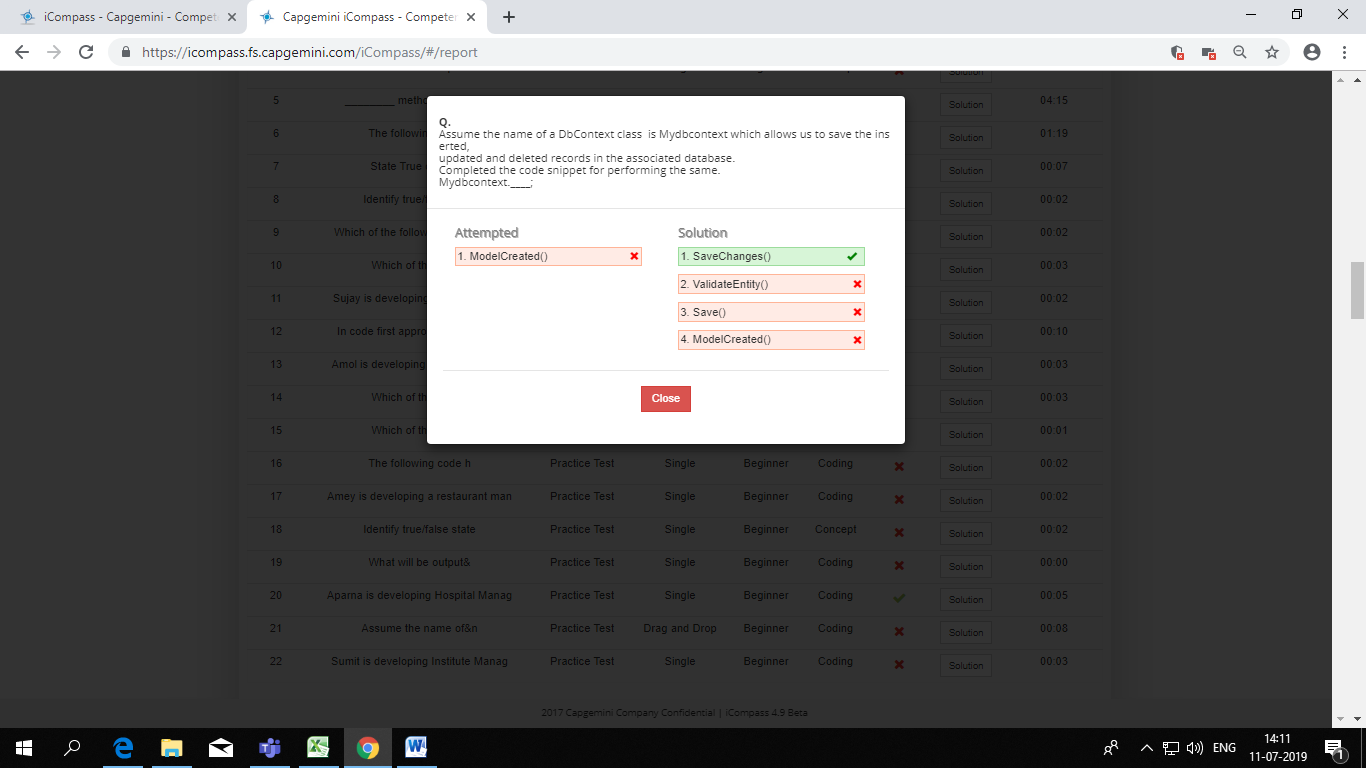 iCompass - Capgemini - Compet
Capgemini iCompass - Competen
https://icompass.fs.capgemini.com/iCompass/#/report
Solution
5 ________ metho Solution 04:15
6 The followin Solution 01:19
7 State True Solution 00:07
8 Identify true/f Solution 00:02
9 Which of the follow Solution 00:02
10 Which of th Solution 00:03
11 Sujay is developing Solution 00:02
12 In code first appro Solution 00:10
13 Amol is developing Solution 00:03
14 Which of th Solution 00:03
15 Which of th Solution 00:01
Q.
Assume the name of a DbContext class is Mydbcontext which allows us to save the ins
erted,
updated and deleted records in the associated database.
Completed the code snippet for performing the same.
Mydbcontext.____;
Attempted Solution
1. ModelCreated() 1. SaveChanges()
2. ValidateEntity()
3. Save()
4. ModelCreated()
Close
16 The following code h Practice Test Single Beginner Coding Solution 00:02
17 Amey is developing a restaurant man Practice Test Single Beginner Coding Solution 00:02
18 Identify true/false state Practice Test Single Beginner Concept Solution 00:02
19 What will be output& Practice Test Single Beginner Coding Solution 00:00
20 Aparna is developing Hospital Manag Practice Test Single Beginner Coding Solution 00:05
21 Assume the name of&n Practice Test Drag and Drop Beginner Coding Solution 00:08
22 Sumit is developing Institute Manag Practice Test Single Beginner Coding Solution 00:03
2017 Capgemini Company Confidential | iCompass 4.9 Beta
ENG 14:11
11-07-2019
1